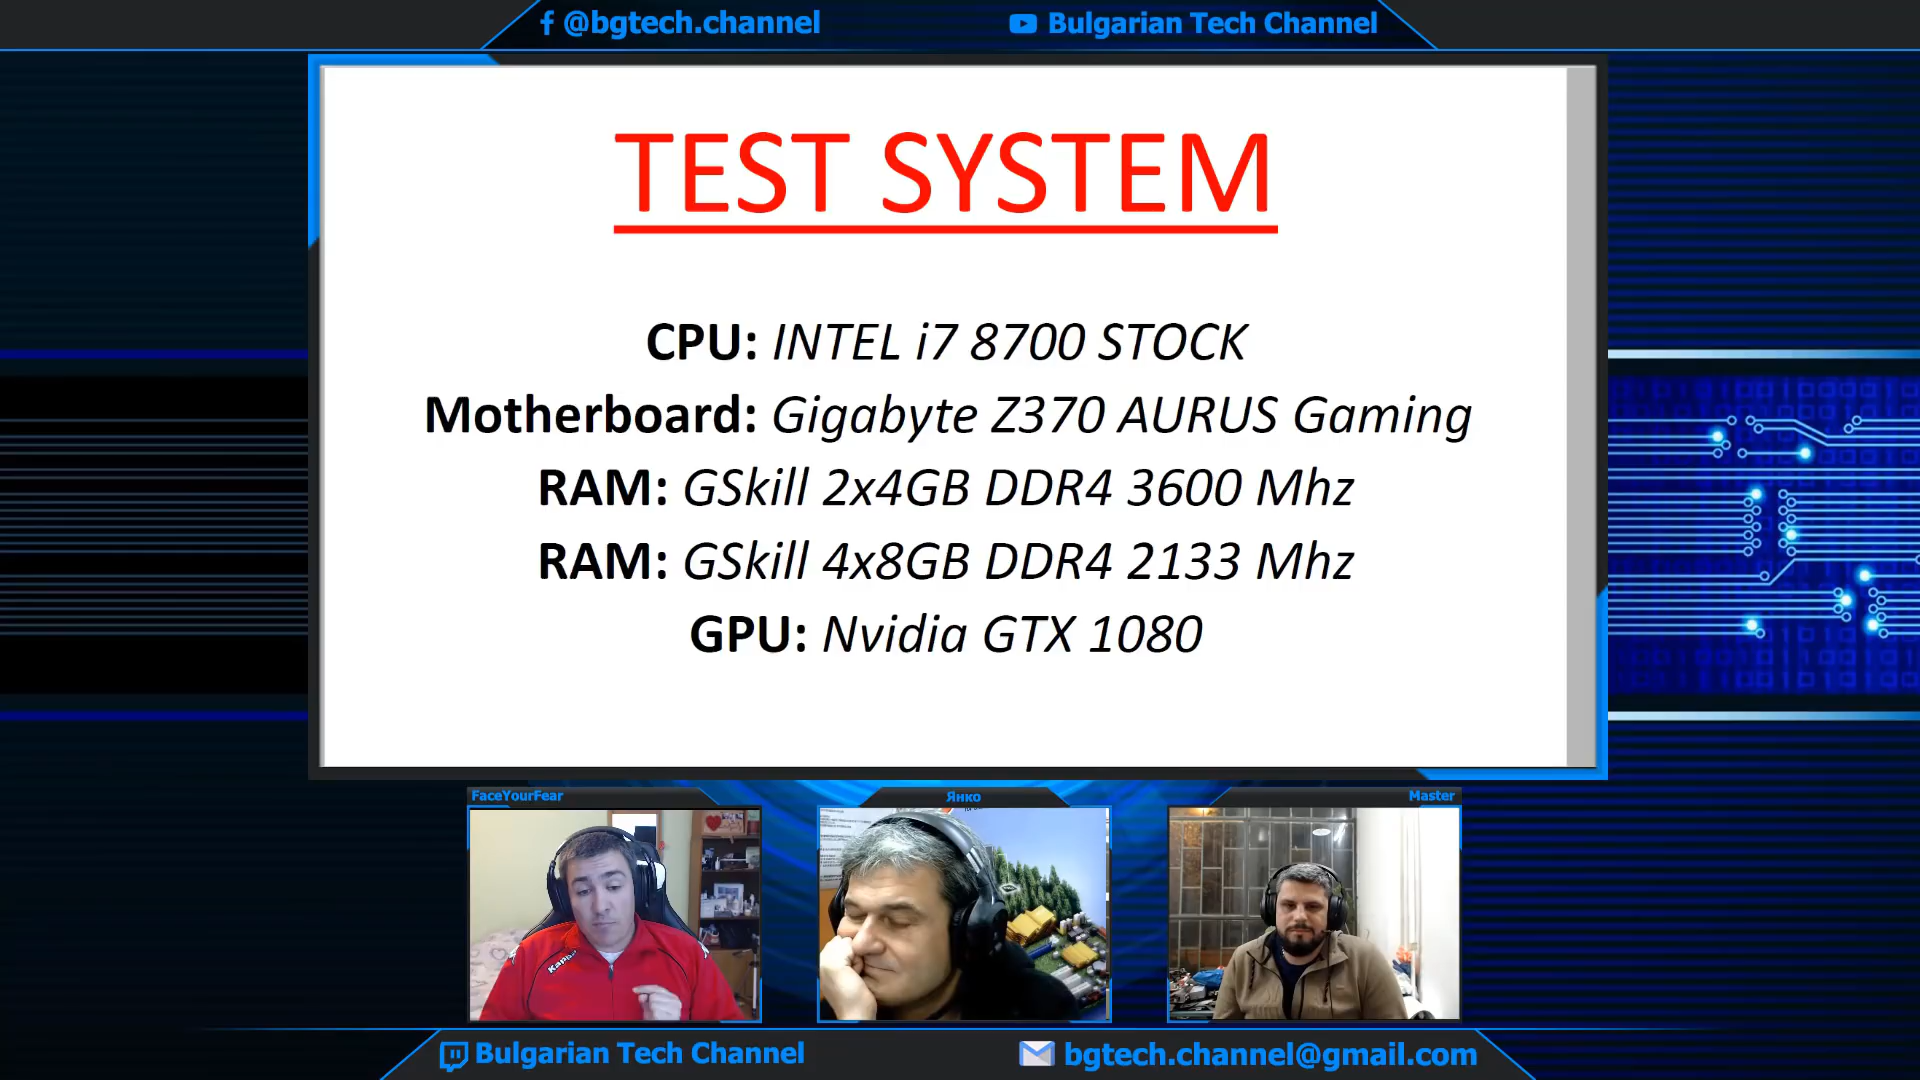 @bgtech.channel
Bulgarian Tech Channel
TEST SYSTEM
CPU: INTEL i7 8700 STOCK
Motherboard: Gigabyte Z370 AURUS Gaming
RAM: GSkill 2x4GB DDR4 3600 Mhz
RAM: GSkill 4x8GB DDR4 2133 Mhz
GPU: Nvidia GTX 1080
FaceYourFear
Янко
Master
Kappa
Bulgarian Tech Channel
bgtech.channel@gmail.com